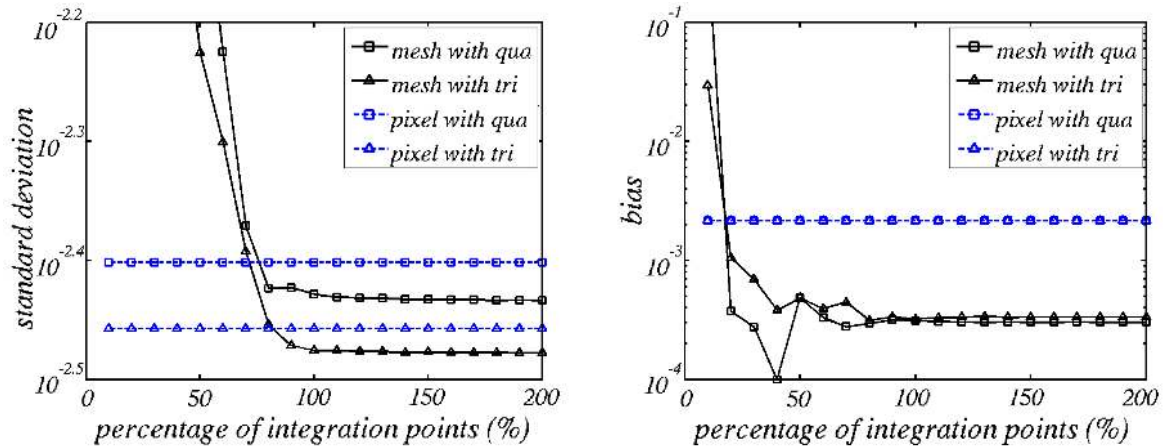 10^-2.2
10^-2.3
10^-2.4
10^-2.5
standard deviation
0
50
100
150
200
percentage of integration points (%)
mesh with qua
mesh with tri
pixel with qua
pixel with tri
10^-1
10^-2
10^-3
10^-4
bias
0
50
100
150
200
percentage of integration points (%)
mesh with qua
mesh with tri
pixel with qua
pixel with tri